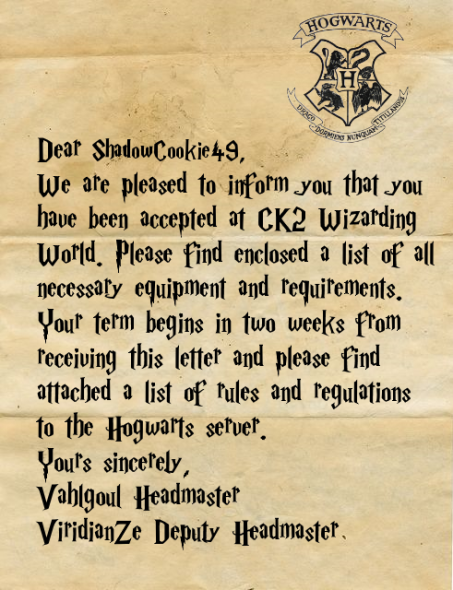 HOGWARTS
H
DRACO DORMIENS NUNQUAM TITILLANDUS
Dear ShadowCookie49,
We are pleased to inform you that you
have been accepted at CK2 Wizarding
World. Please find enclosed a list of all
necessary equipment and requirements.
Your term begins in two weeks from
receiving this letter and please find
attached a list of rules and regulations
to the Hogwarts server.
Yours sincerely,
Vahlgoul Headmaster
ViridianZe Deputy Headmaster.